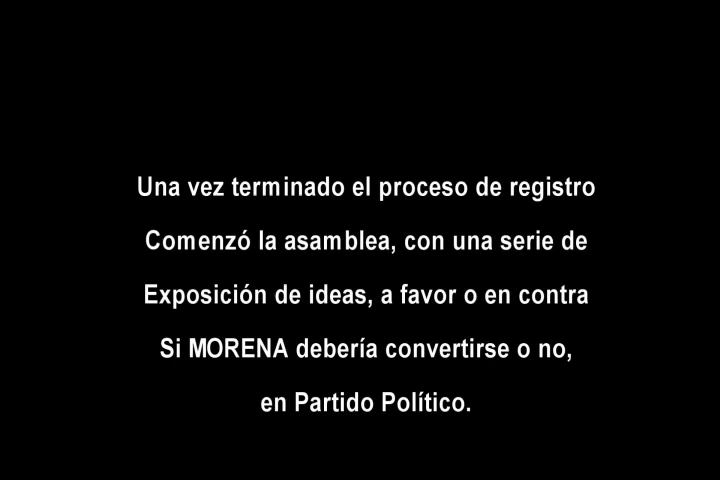 Una vez terminado el proceso de registro
Comenzó la asamblea, con una serie de
Exposición de ideas, a favor o en contra
Si MORENA debería convertirse o no,
en Partido Político.